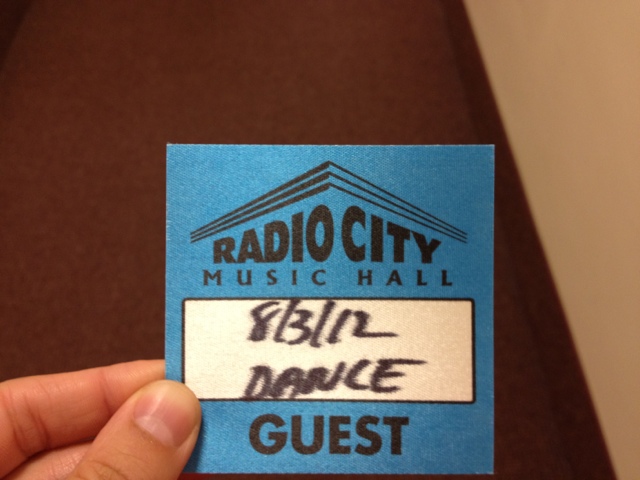 RADIO CITY
MUSIC HALL
8/3/12
DANCE
GUEST